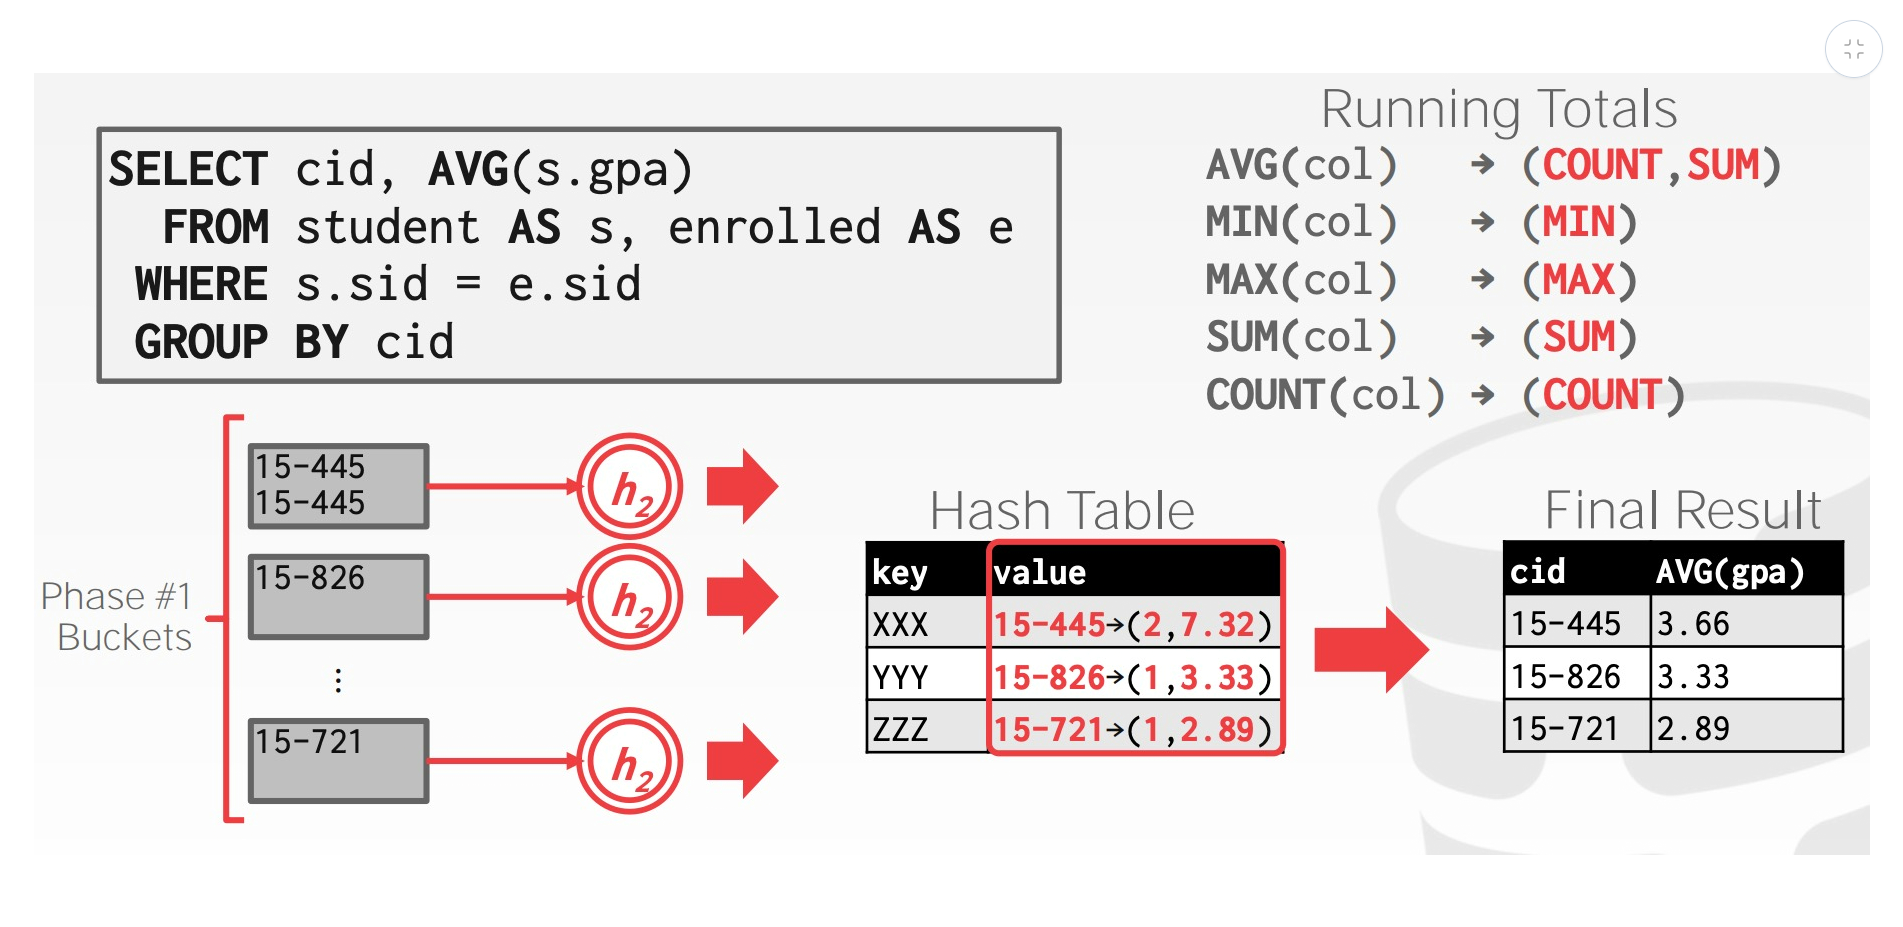 SELECT cid, AVG(s.gpa)
FROM student AS s, enrolled AS e
WHERE s.sid = e.sid
GROUP BY cid
Running Totals
AVG(col) → (COUNT,SUM)
MIN(col) → (MIN)
MAX(col) → (MAX)
SUM(col) → (SUM)
COUNT(col) → (COUNT)
Phase #1
Buckets
15-445
15-445
h2
15-826
h2
⋮
15-721
h2
Hash Table
key value
XXX 15-445→(2,7.32)
YYY 15-826→(1,3.33)
ZZZ 15-721→(1,2.89)
Final Result
cid AVG(gpa)
15-445 3.66
15-826 3.33
15-721 2.89